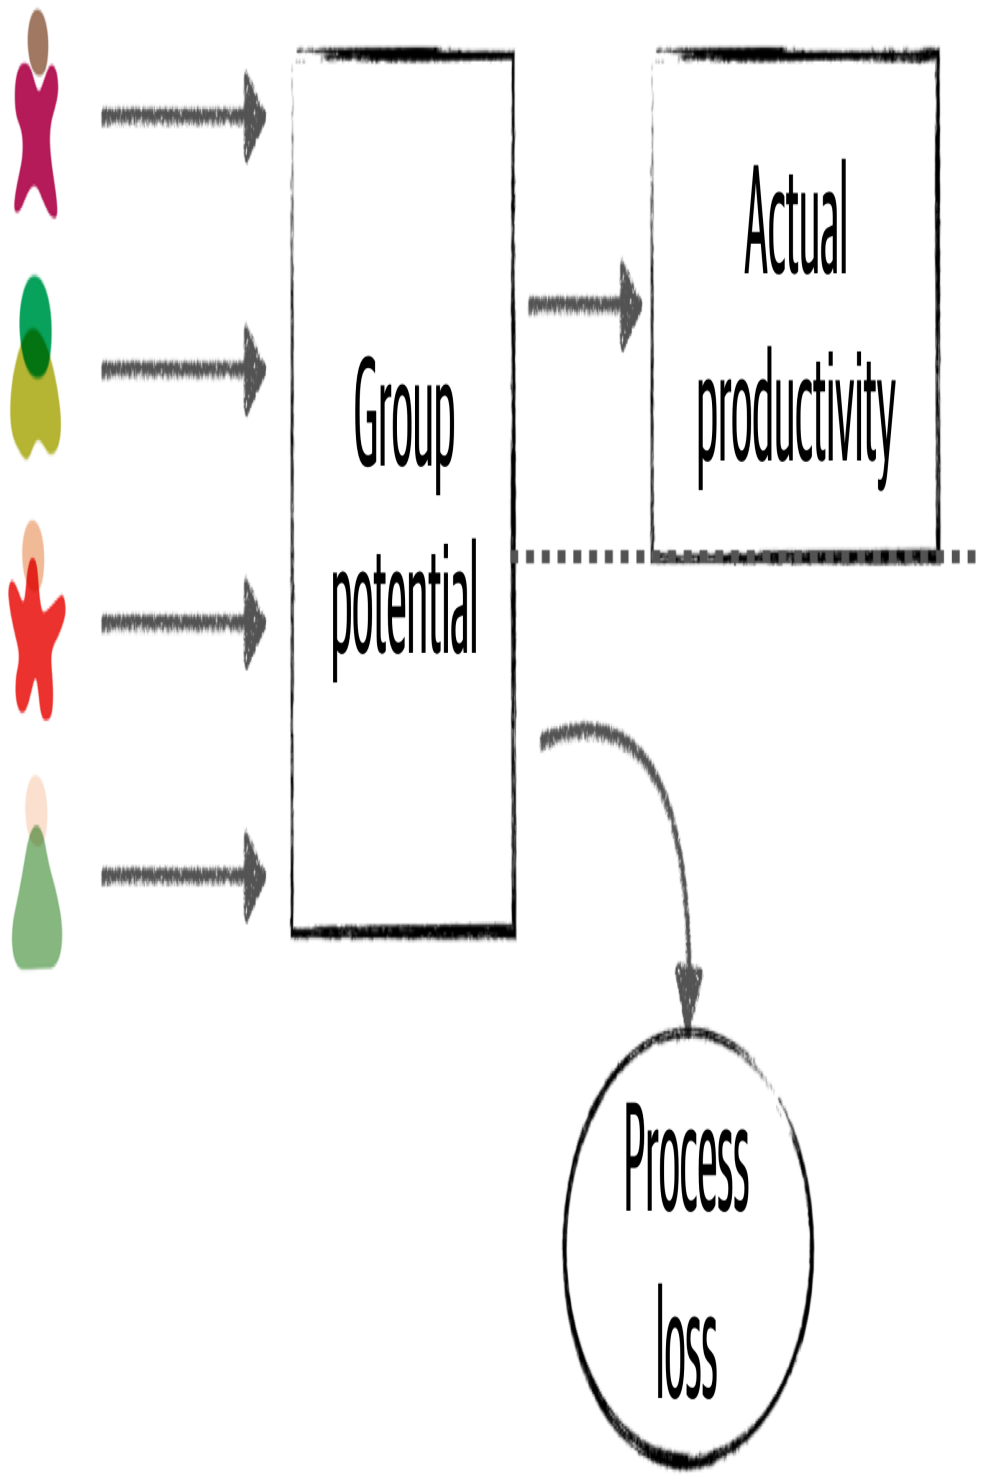 Actual
productivity
Group
potential
Process
loss